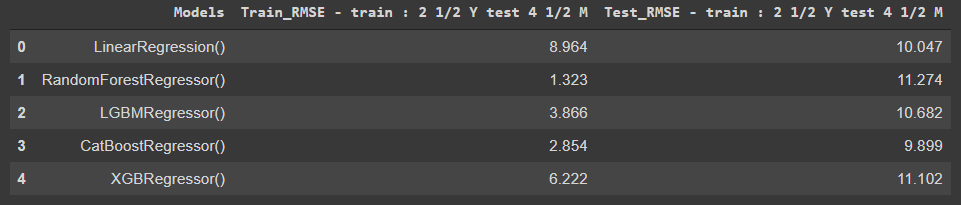 Models Train_RMSE - train : 2 1/2 Y test 4 1/2 M Test_RMSE - train : 2 1/2 Y test 4 1/2 M
0 LinearRegression() 8.964 10.047
1 RandomForestRegressor() 1.323 11.274
2 LGBMRegressor() 3.866 10.682
3 CatBoostRegressor() 2.854 9.899
4 XGBRegressor() 6.222 11.102